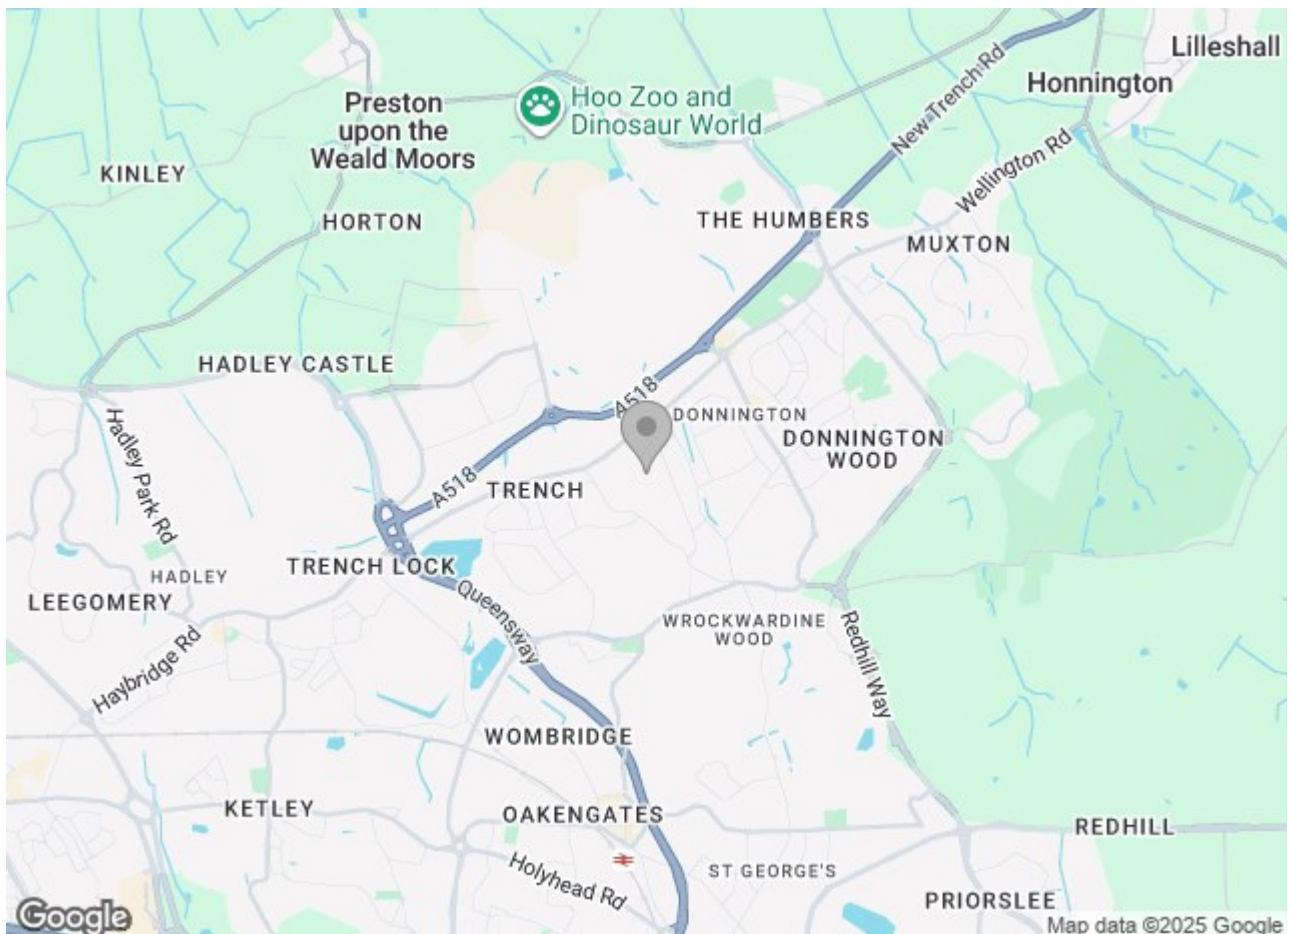 Lilleshall
Honnington
New Trench Rd
Preston
upon the
Weald Moors
Hoo Zoo and
Dinosaur World
KINLEY
Wellington Rd
HORTON
THE HUMBERS
MUXTON
HADLEY CASTLE
A518
DONNINGTON
DONNINGTON
WOOD
Hadley Park Rd
A518
TRENCH
TRENCH LOCK
HADLEY
LEEGOMERY
Queensway
WROCKWARDINE
WOOD
Redhill Way
Haybridge Rd
WOMBRIDGE
KETLEY
OAKENGATES
REDHILL
Holyhead Rd
ST GEORGE'S
PRIORSLEE
Google
Map data ©2025 Google